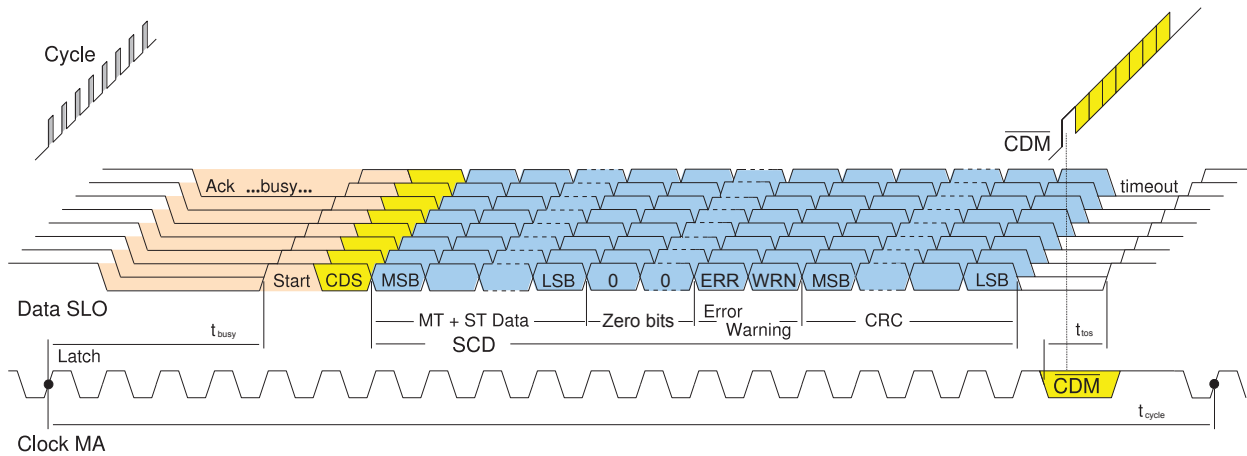 Cycle
CDM
Ack ...busy...
timeout
Start CDS MSB LSB 0 0 ERR WRN MSB LSB
Data SLO
t busy
MT + ST Data
Zero bits
Error
Warning
CRC
t tos
SCD
Latch
CDM
t cycle
Clock MA